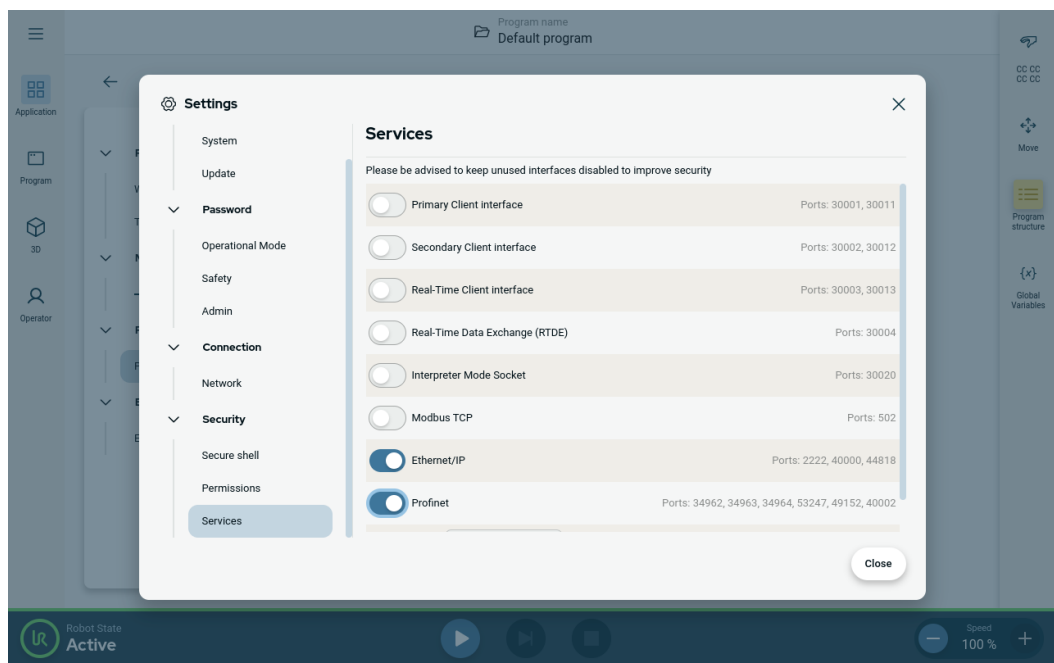 Program name
Default program
Application
Program
3D
Operator
Settings
System
Update
Password
Operational Mode
Safety
Admin
Connection
Network
Security
Secure shell
Permissions
Services
Services
Please be advised to keep unused interfaces disabled to improve security
Primary Client interface Ports: 30001, 30011
Secondary Client interface Ports: 30002, 30012
Real-Time Client interface Ports: 30003, 30013
Real-Time Data Exchange (RTDE) Ports: 30004
Interpreter Mode Socket Ports: 30020
Modbus TCP Ports: 502
Ethernet/IP Ports: 2222, 40000, 44818
Profinet Ports: 34962, 34963, 34964, 53247, 49152, 40002
Close
CC CC
CC CC
Move
Program
structure
{x}
Global
Variables
UR
Robot State
Active
Speed
100 %